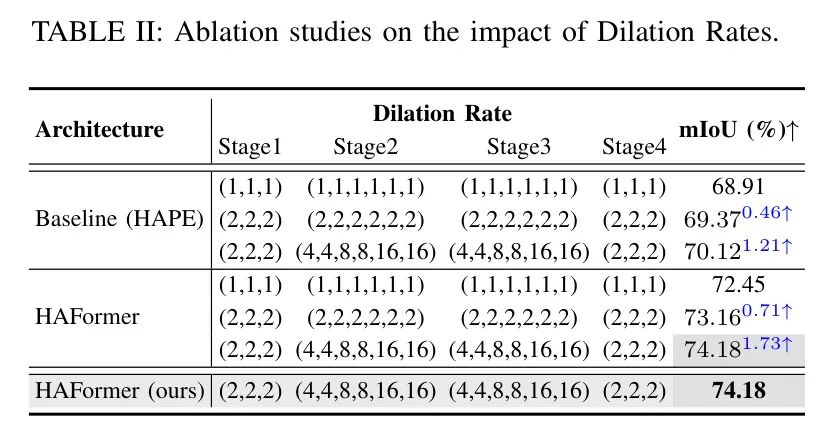 TABLE II: Ablation studies on the impact of Dilation Rates.
Architecture Dilation Rate mIoU (%)↑
Stage1 Stage2 Stage3 Stage4
Baseline (HAPE) (1,1,1) (1,1,1,1,1,1) (1,1,1,1,1,1) (1,1,1) 68.91
(2,2,2) (2,2,2,2,2,2) (2,2,2,2,2,2) (2,2,2) 69.37 0.46↑
(2,2,2) (4,4,8,8,16,16) (4,4,8,8,16,16) (2,2,2) 70.12 1.21↑
HAFormer (1,1,1) (1,1,1,1,1,1) (1,1,1,1,1,1) (1,1,1) 72.45
(2,2,2) (2,2,2,2,2,2) (2,2,2,2,2,2) (2,2,2) 73.16 0.71↑
(2,2,2) (4,4,8,8,16,16) (4,4,8,8,16,16) (2,2,2) 74.18 1.73↑
HAFormer (ours) (2,2,2) (4,4,8,8,16,16) (4,4,8,8,16,16) (2,2,2) 74.18